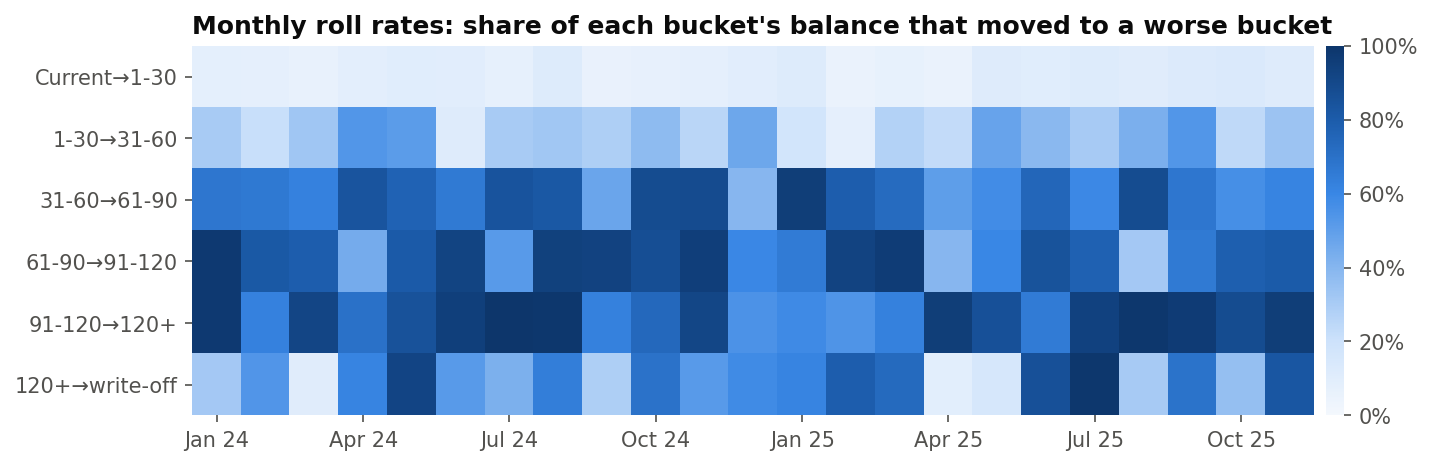 Monthly roll rates: share of each bucket's balance that moved to a worse bucket
Current→1-30
1-30→31-60
31-60→61-90
61-90→91-120
91-120→120+
120+→write-off
Jan 24 Apr 24 Jul 24 Oct 24 Jan 25 Apr 25 Jul 25 Oct 25
100%
80%
60%
40%
20%
0%